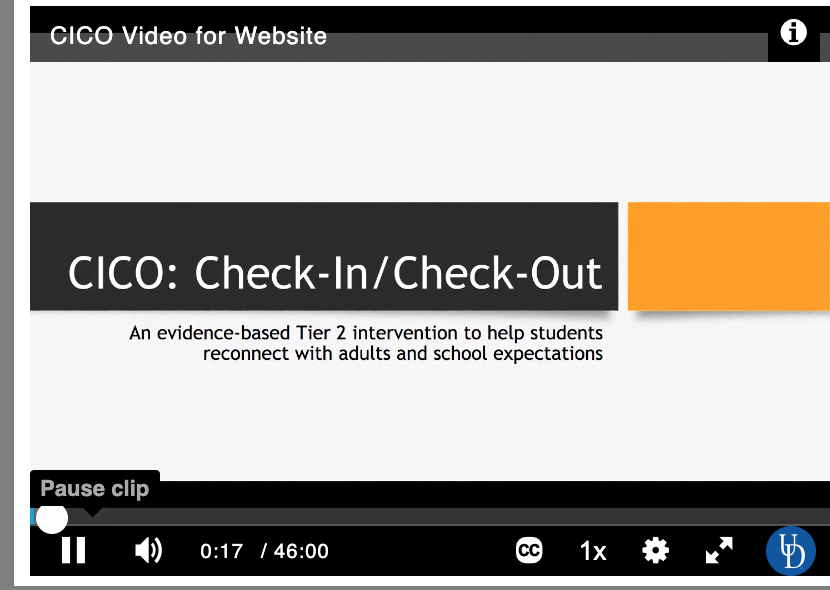 CICO Video for Website
CICO: Check-In/Check-Out
An evidence-based Tier 2 intervention to help students
reconnect with adults and school expectations
Pause clip
0:17 / 46:00 CC 1x UD